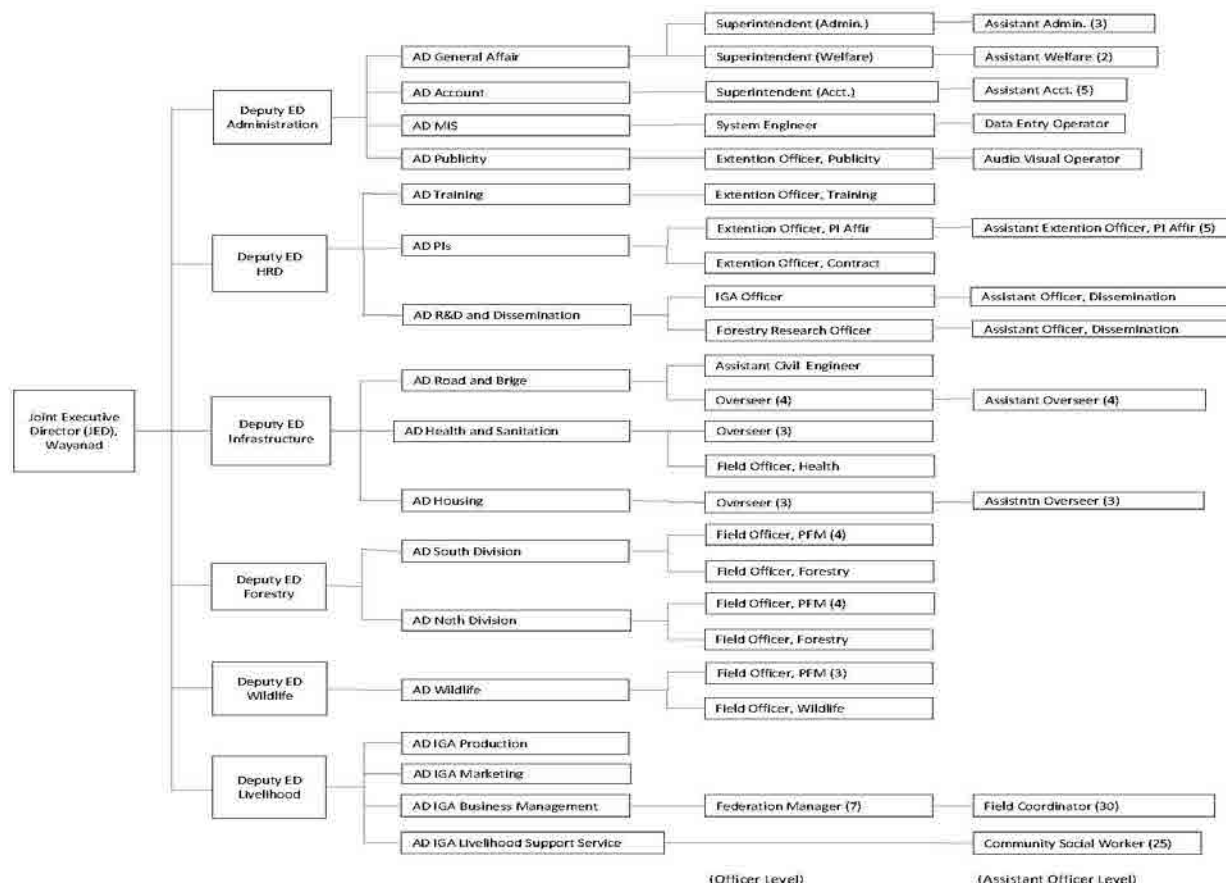 Superintendent (Admin.)
Assistant Admin. (3)
AD General Affair
Superintendent (Welfare)
Assistant Welfare (2)
Deputy ED
Administration
AD Account
Superintendent (Acct.)
Assistant Acct. (5)
AD MIS
System Engineer
Data Entry Operator
AD Publicity
Extention Officer, Publicity
Audio Visual Operator
AD Training
Extention Officer, Training
Deputy ED
HRD
AD PIs
Extention Officer, PI Affir
Assistant Extention Officer, PI Affir (5)
Extention Officer, Contract
AD R&D and Dissemination
IGA Officer
Assistant Officer, Dissemination
Forestry Research Officer
Assistant Officer, Dissemination
Joint Executive
Director (JED),
Wayanad
Deputy ED
Infrastructure
AD Road and Brige
Assistant Civil Engineer
Overseer (4)
Assistant Overseer (4)
AD Health and Sanitation
Overseer (3)
Field Officer, Health
AD Housing
Overseer (3)
Assistntn Overseer (3)
Deputy ED
Forestry
AD South Division
Field Officer, PFM (4)
Field Officer, Forestry
AD Noth Division
Field Officer, PFM (4)
Field Officer, Forestry
Deputy ED
Wildlife
AD Wildlife
Field Officer, PFM (3)
Field Officer, Wildlife
Deputy ED
Livelihood
AD IGA Production
AD IGA Marketing
AD IGA Business Management
Federation Manager (7)
Field Coordinator (30)
AD IGA Livelihood Support Service
Community Social Worker (25)
(Officer Level)
(Assistant Officer Level)